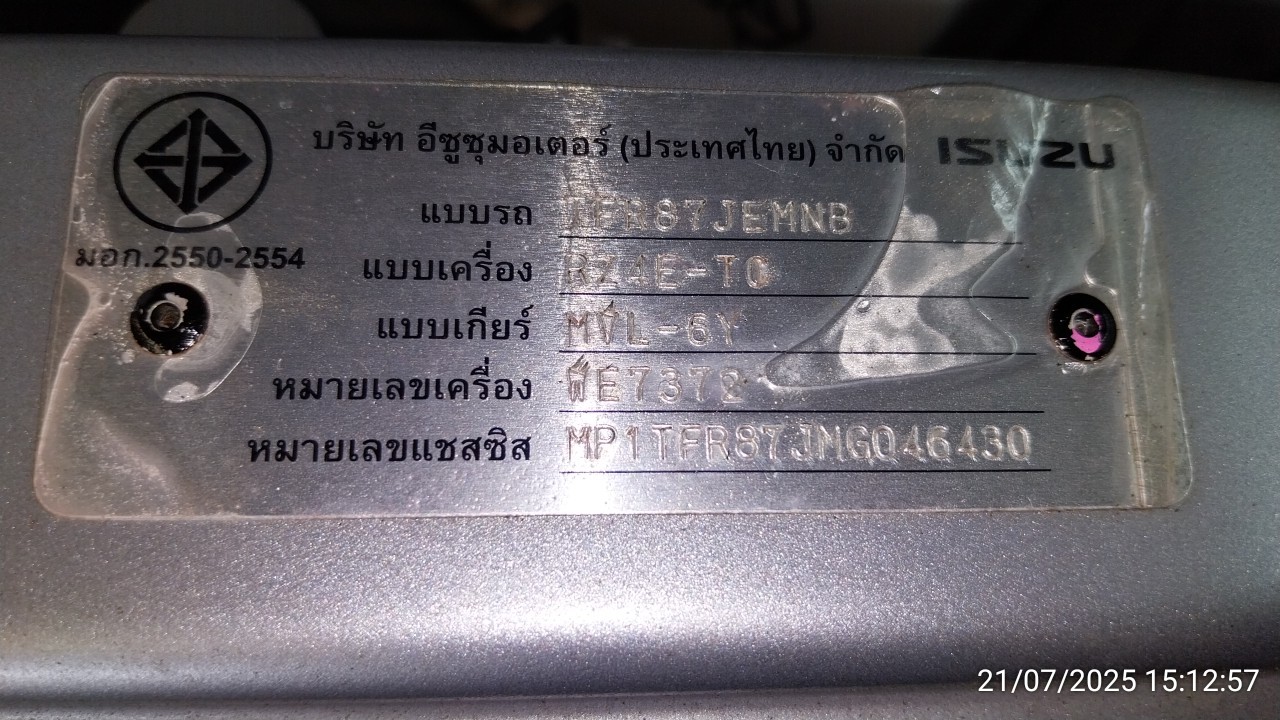 บริษัท อีซูซุมอเตอร์ (ประเทศไทย) จำกัด ISUZU
แบบรถ TFR87JEMNB
มอก.2550-2554
แบบเครื่อง RZ4E-TC
แบบเกียร์ MVL-6Y
หมายเลขเครื่อง
หมายเลขแชสซิส MP1TFR87JMG046430
21/07/2025 15:12:57